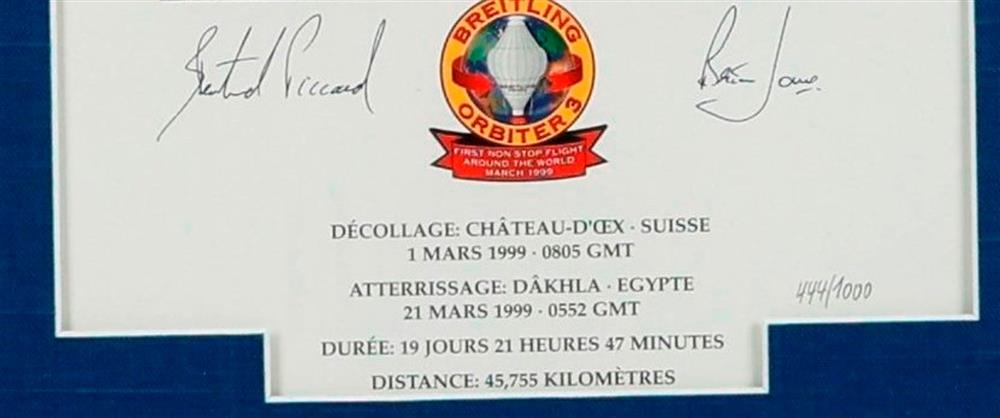 Bertrand Piccard
BREITLING
ORBITER 3
FIRST NON STOP FLIGHT
AROUND THE WORLD
MARCH 1999
Brian Jones
DÉCOLLAGE: CHÂTEAU-D'ŒX · SUISSE
1 MARS 1999 · 0805 GMT
ATTERRISSAGE: DÂKHLA · EGYPTE
21 MARS 1999 · 0552 GMT
444/1000
DURÉE: 19 JOURS 21 HEURES 47 MINUTES
DISTANCE: 45,755 KILOMÈTRES